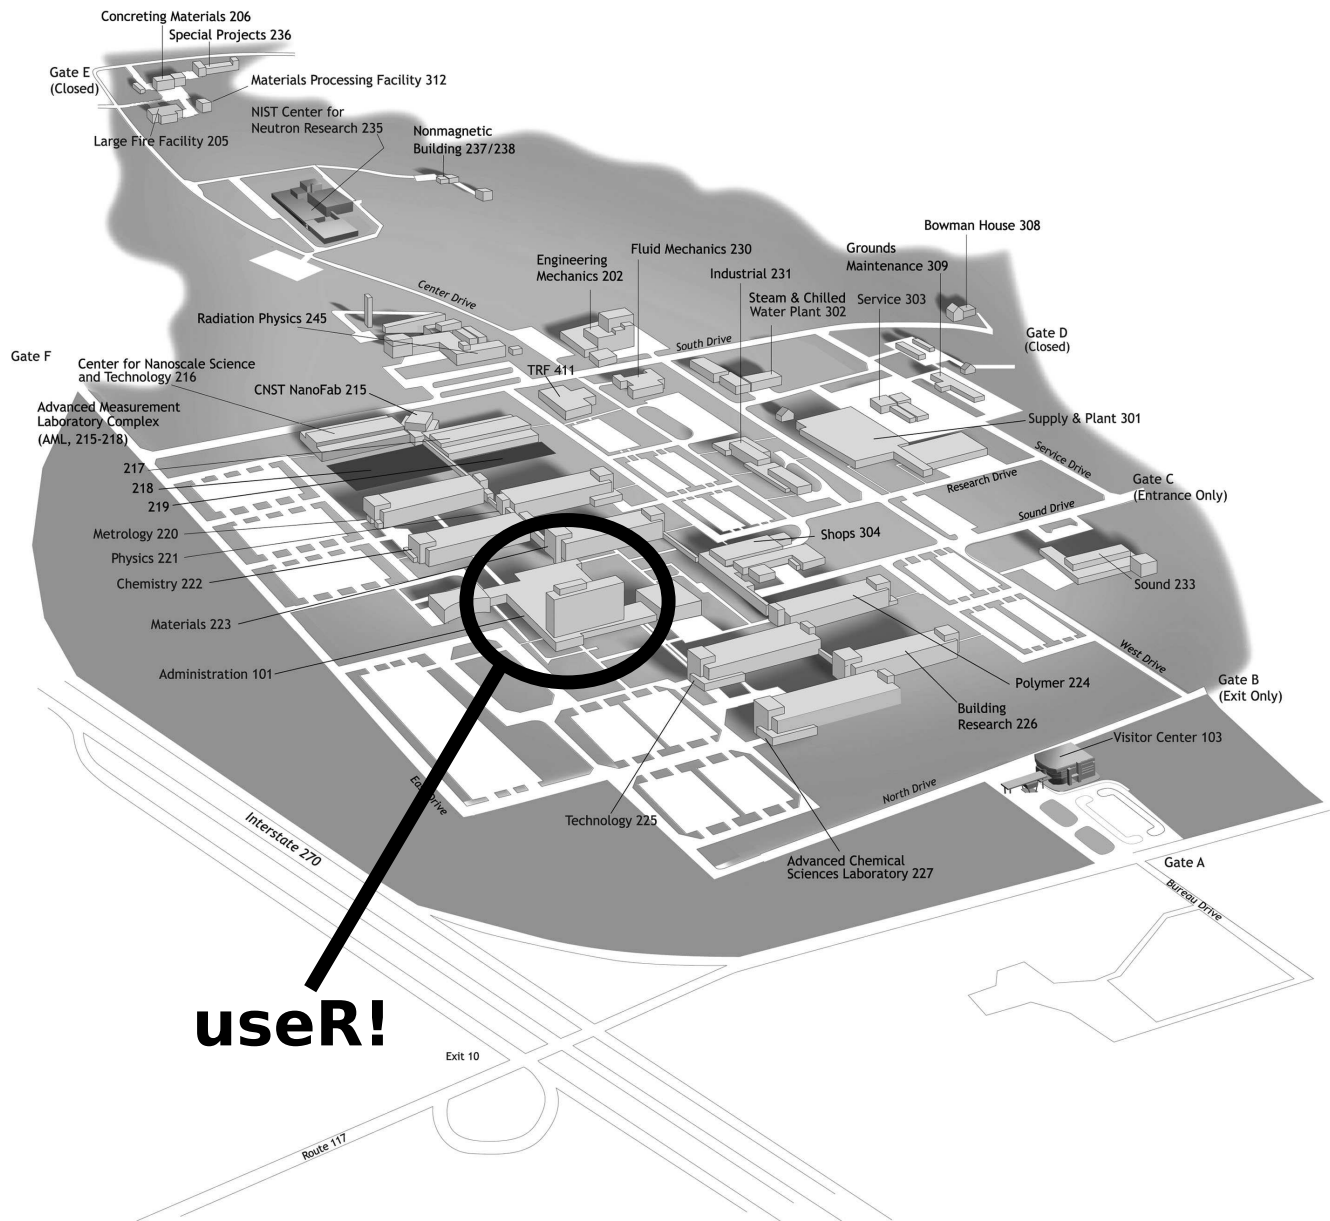 Concreting Materials 206
Special Projects 236
Gate E
(Closed)
Materials Processing Facility 312
NIST Center for
Neutron Research 235
Large Fire Facility 205
Nonmagnetic
Building 237/238
Bowman House 308
Grounds
Maintenance 309
Fluid Mechanics 230
Engineering
Mechanics 202
Industrial 231
Steam & Chilled
Water Plant 302
Service 303
Center Drive
Radiation Physics 245
South Drive
Gate D
(Closed)
Gate F
Center for Nanoscale Science
and Technology 216
TRF 411
CNST NanoFab 215
Advanced Measurement
Laboratory Complex
(AML, 215-218)
Supply & Plant 301
217
218
219
Service Drive
Research Drive
Gate C
(Entrance Only)
Sound Drive
Metrology 220
Physics 221
Chemistry 222
Shops 304
Sound 233
Materials 223
Administration 101
West Drive
Polymer 224
Gate B
(Exit Only)
Building
Research 226
Visitor Center 103
East Drive
North Drive
Technology 225
Interstate 270
Advanced Chemical
Sciences Laboratory 227
Gate A
Bureau Drive
useR!
Exit 10
Route 117